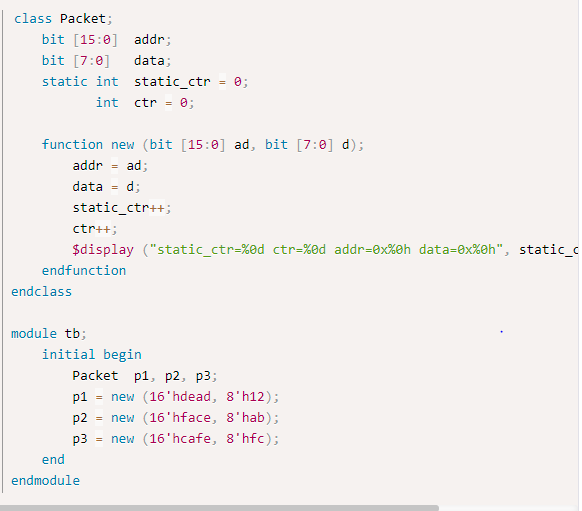 class Packet;
    bit [15:0]  addr;
    bit [7:0]   data;
    static int  static_ctr = 0;
           int  ctr = 0;

    function new (bit [15:0] ad, bit [7:0] d);
        addr = ad;
        data = d;
        static_ctr++;
        ctr++;
        $display ("static_ctr=%0d ctr=%0d addr=0x%0h data=0x%0h", static_c
    endfunction
endclass

module tb;
    initial begin
        Packet  p1, p2, p3;
        p1 = new (16'hdead, 8'h12);
        p2 = new (16'hface, 8'hab);
        p3 = new (16'hcafe, 8'hfc);
    end
endmodule